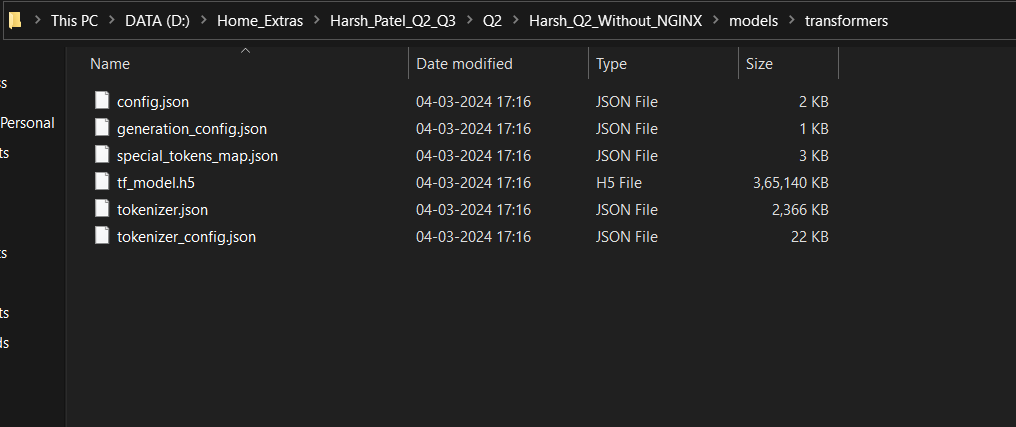 This PC > DATA (D:) > Home_Extras > Harsh_Patel_Q2_Q3 > Q2 > Harsh_Q2_Without_NGINX > models > transformers
Name Date modified Type Size
config.json 04-03-2024 17:16 JSON File 2 KB
generation_config.json 04-03-2024 17:16 JSON File 1 KB
special_tokens_map.json 04-03-2024 17:16 JSON File 3 KB
tf_model.h5 04-03-2024 17:16 H5 File 3,65,140 KB
tokenizer.json 04-03-2024 17:16 JSON File 2,366 KB
tokenizer_config.json 04-03-2024 17:16 JSON File 22 KB
Personal